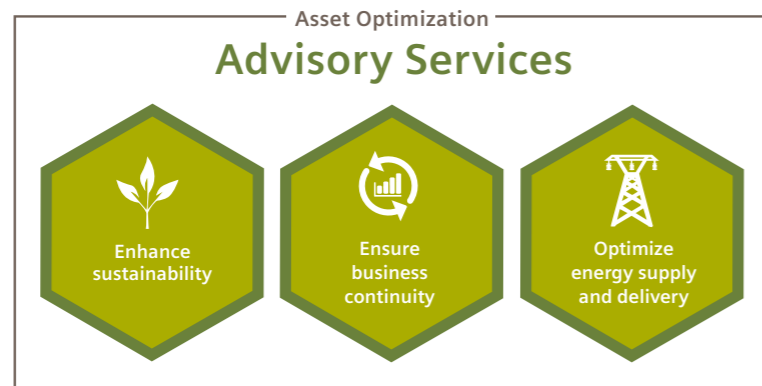 Asset Optimization
Advisory Services
Enhance
sustainability
Ensure
business
continuity
Optimize
energy supply
and delivery